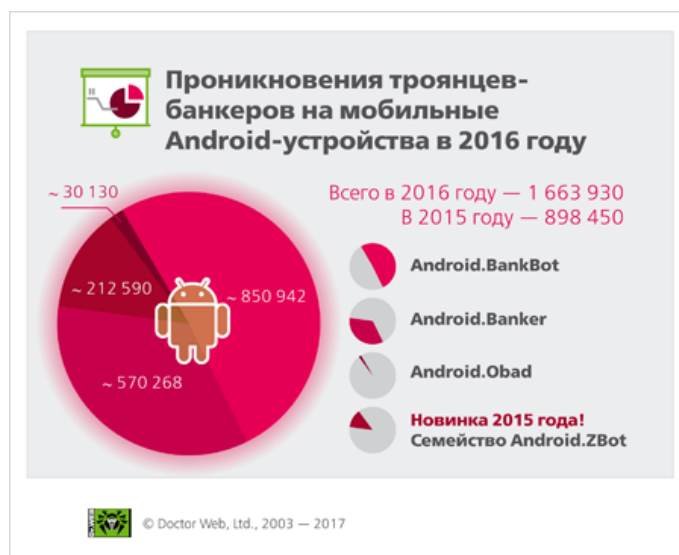 Проникновения троянцев-
банкеров на мобильные
Android-устройства в 2016 году
~ 30 130
~ 212 590
~ 850 942
~ 570 268
Всего в 2016 году — 1 663 930
В 2015 году — 898 450
Android.BankBot
Android.Banker
Android.Obad
Новинка 2015 года!
Семейство Android.ZBot
Dr.WEB
© Doctor Web, Ltd., 2003 — 2017